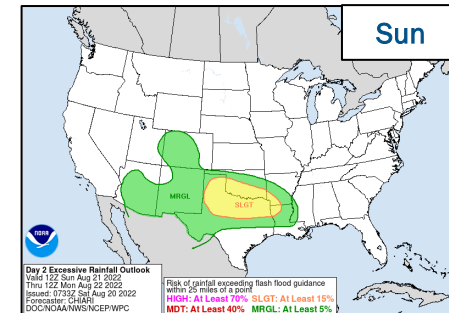 Sun
MRGL
SLGT
NOAA
Day 2 Excessive Rainfall Outlook
Valid 12Z Sun Aug 21 2022
Thru 12Z Mon Aug 22 2022
Issued: 0733Z Sat Aug 20 2022
Forecaster: CHIARI
DOC/NOAA/NWS/NCEP/WPC
Risk of rainfall exceeding flash flood guidance
within 25 miles of a point
HIGH: At Least 70% SLGT: At Least 15%
MDT: At Least 40% MRGL: At Least 5%